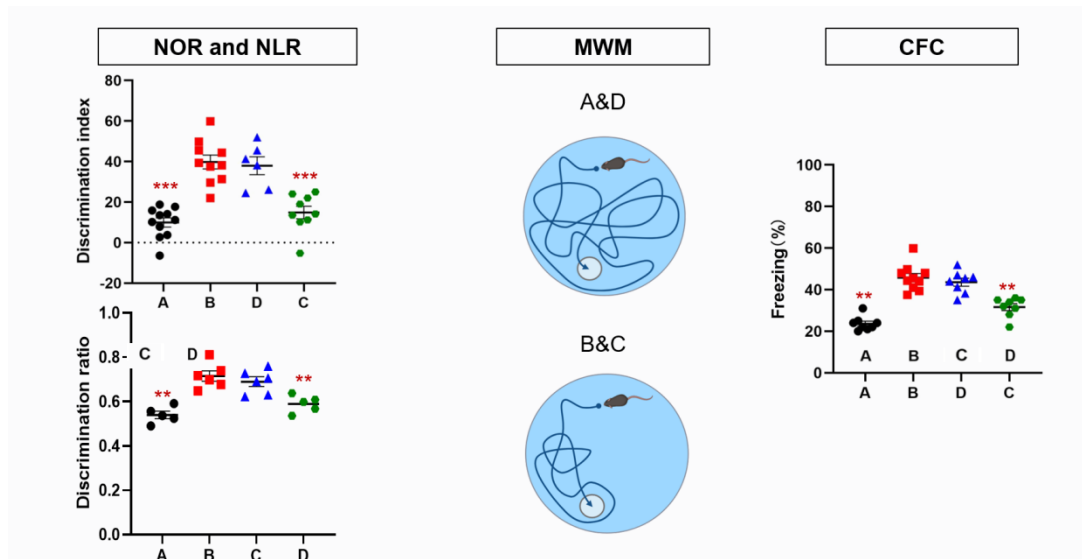 NOR and NLR
MWM
CFC
Discrimination index
80
60
40
20
0
-20
***
***
A
B
D
C
Discrimination ratio
1.0
0.8
0.6
0.4
0.2
0.0
C
D
**
**
A
B
C
D
A&D
B&C
Freezing(%)
100
80
60
40
20
0
**
**
A
B
C
D
A
B
D
C